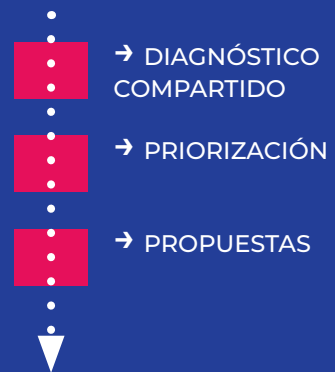 → DIAGNÓSTICO
COMPARTIDO
→ PRIORIZACIÓN
→ PROPUESTAS